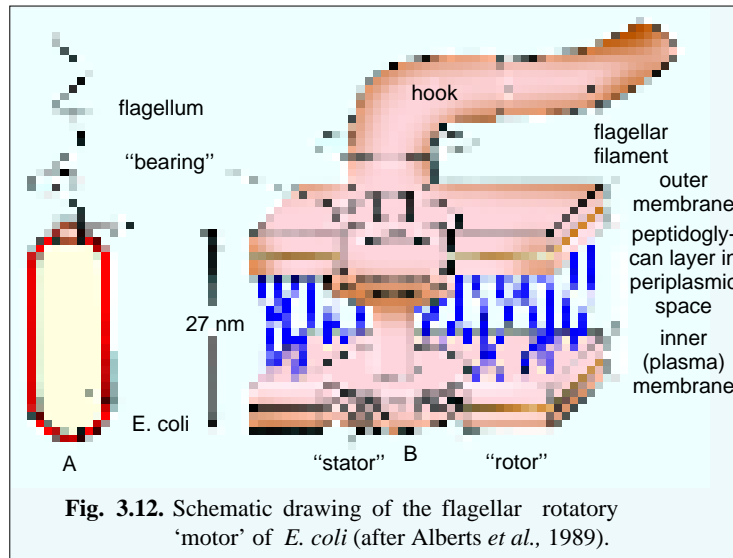 hook
flagellum
flagellar
filament
"bearing"
outer
membrane
peptidogly-
can layer in
periplasmic
space
27 nm
inner
(plasma)
membrane
E. coli
"stator"
B
"rotor"
A
Fig. 3.12. Schematic drawing of the flagellar rotatory
'motor' of E. coli (after Alberts et al., 1989).